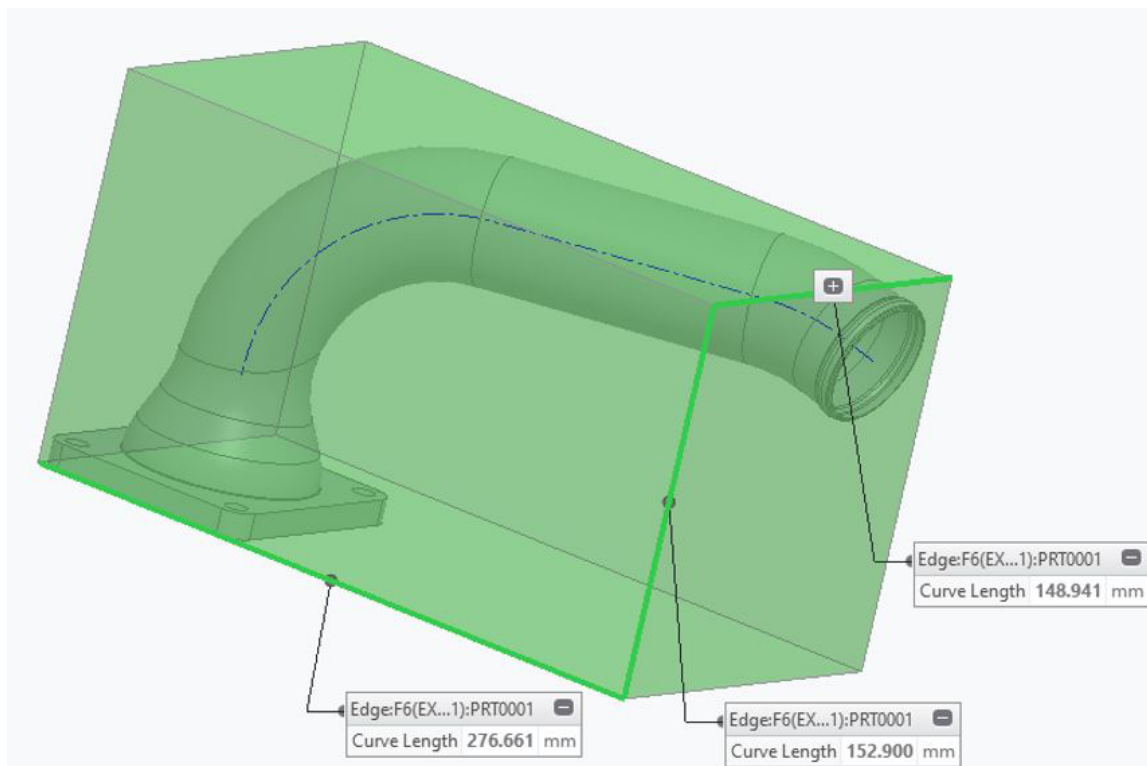 Edge:F6(EX...1):PRT0001
Curve Length 148.941 mm
Edge:F6(EX...1):PRT0001
Curve Length 276.661 mm
Edge:F6(EX...1):PRT0001
Curve Length 152.900 mm